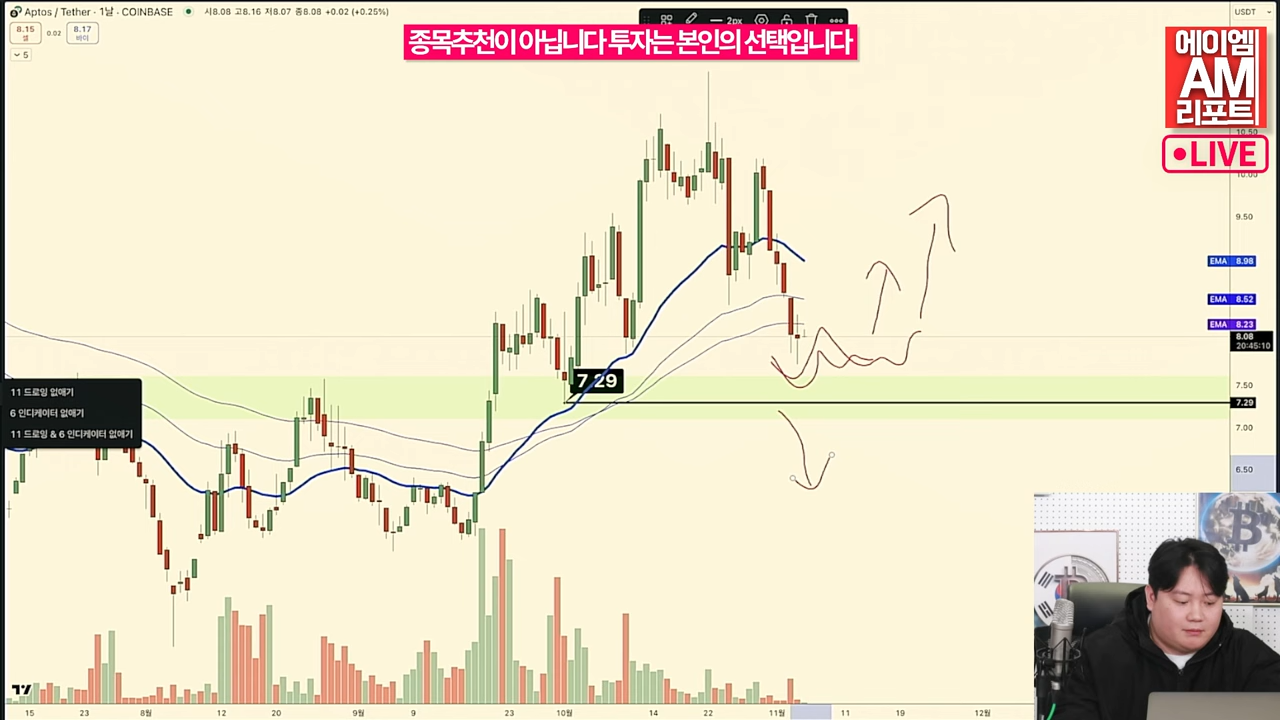 Aptos / Tether · 1날 · COINBASE
시8.08 고8.16 저8.07 종8.08 +0.02 (+0.25%)
8.15
셀
0.02
8.17
바이
5
2px
종목추천이 아닙니다 투자는 본인의 선택입니다
USDT
에이엠
AM
리포트
LIVE
10.50
10.00
9.50
EMA 8.98
EMA 8.52
EMA 8.23
8.08
20:45:10
7.50
7.29
7.00
6.50
7.29
11 드로잉 없애기
6 인디케이터 없애기
11 드로잉 & 6 인디케이터 없애기
15
23
8월
12
20
9월
9
23
10월
14
22
11월
11
19
12월